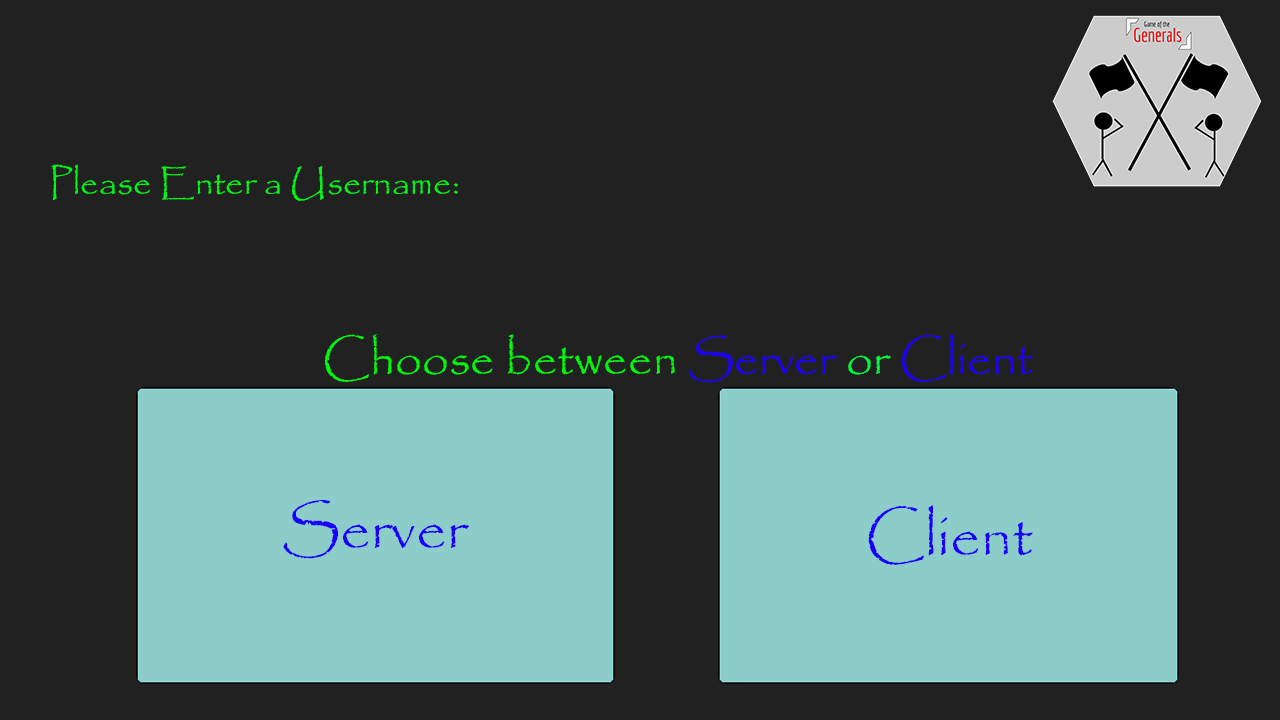 Game of the
Generals
Please Enter a Username:
Choose between Server or Client
Server
Client